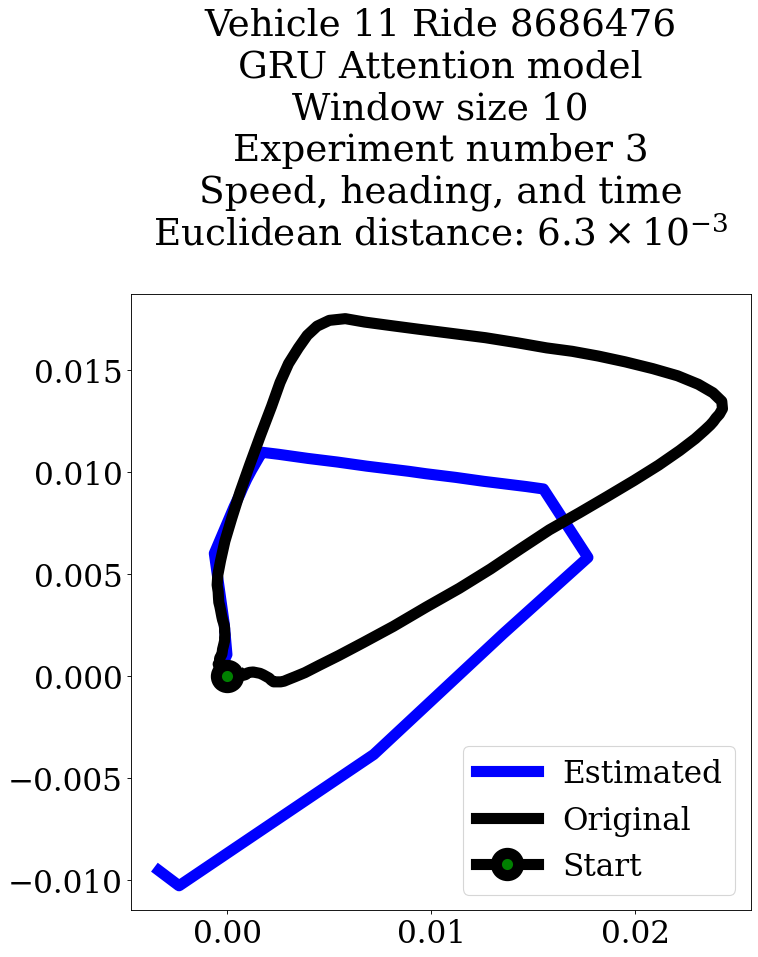 Vehicle 11 Ride 8686476
GRU Attention model
Window size 10
Experiment number 3
Speed, heading, and time
Euclidean distance: 6.3 × 10⁻³
0.015
0.010
0.005
0.000
−0.005
−0.010
0.00 0.01 0.02
Estimated
Original
Start